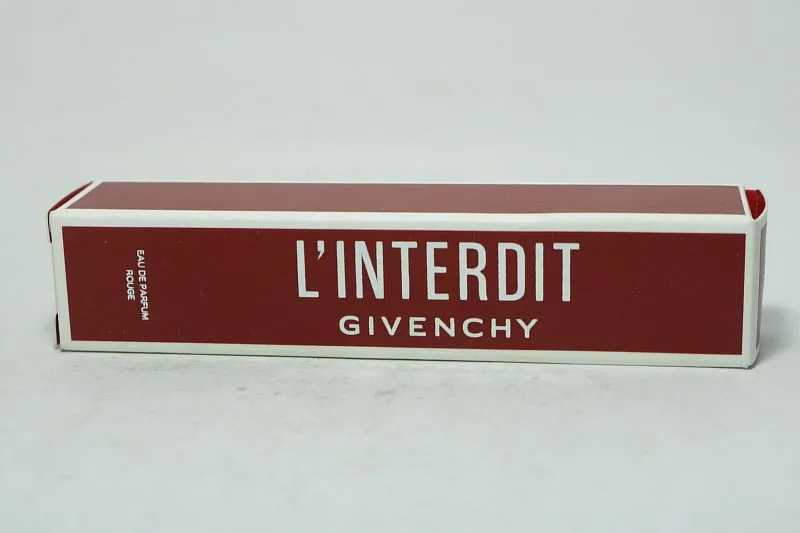 L'INTERDIT
GIVENCHY
EAU DE PARFUM
ROUGE